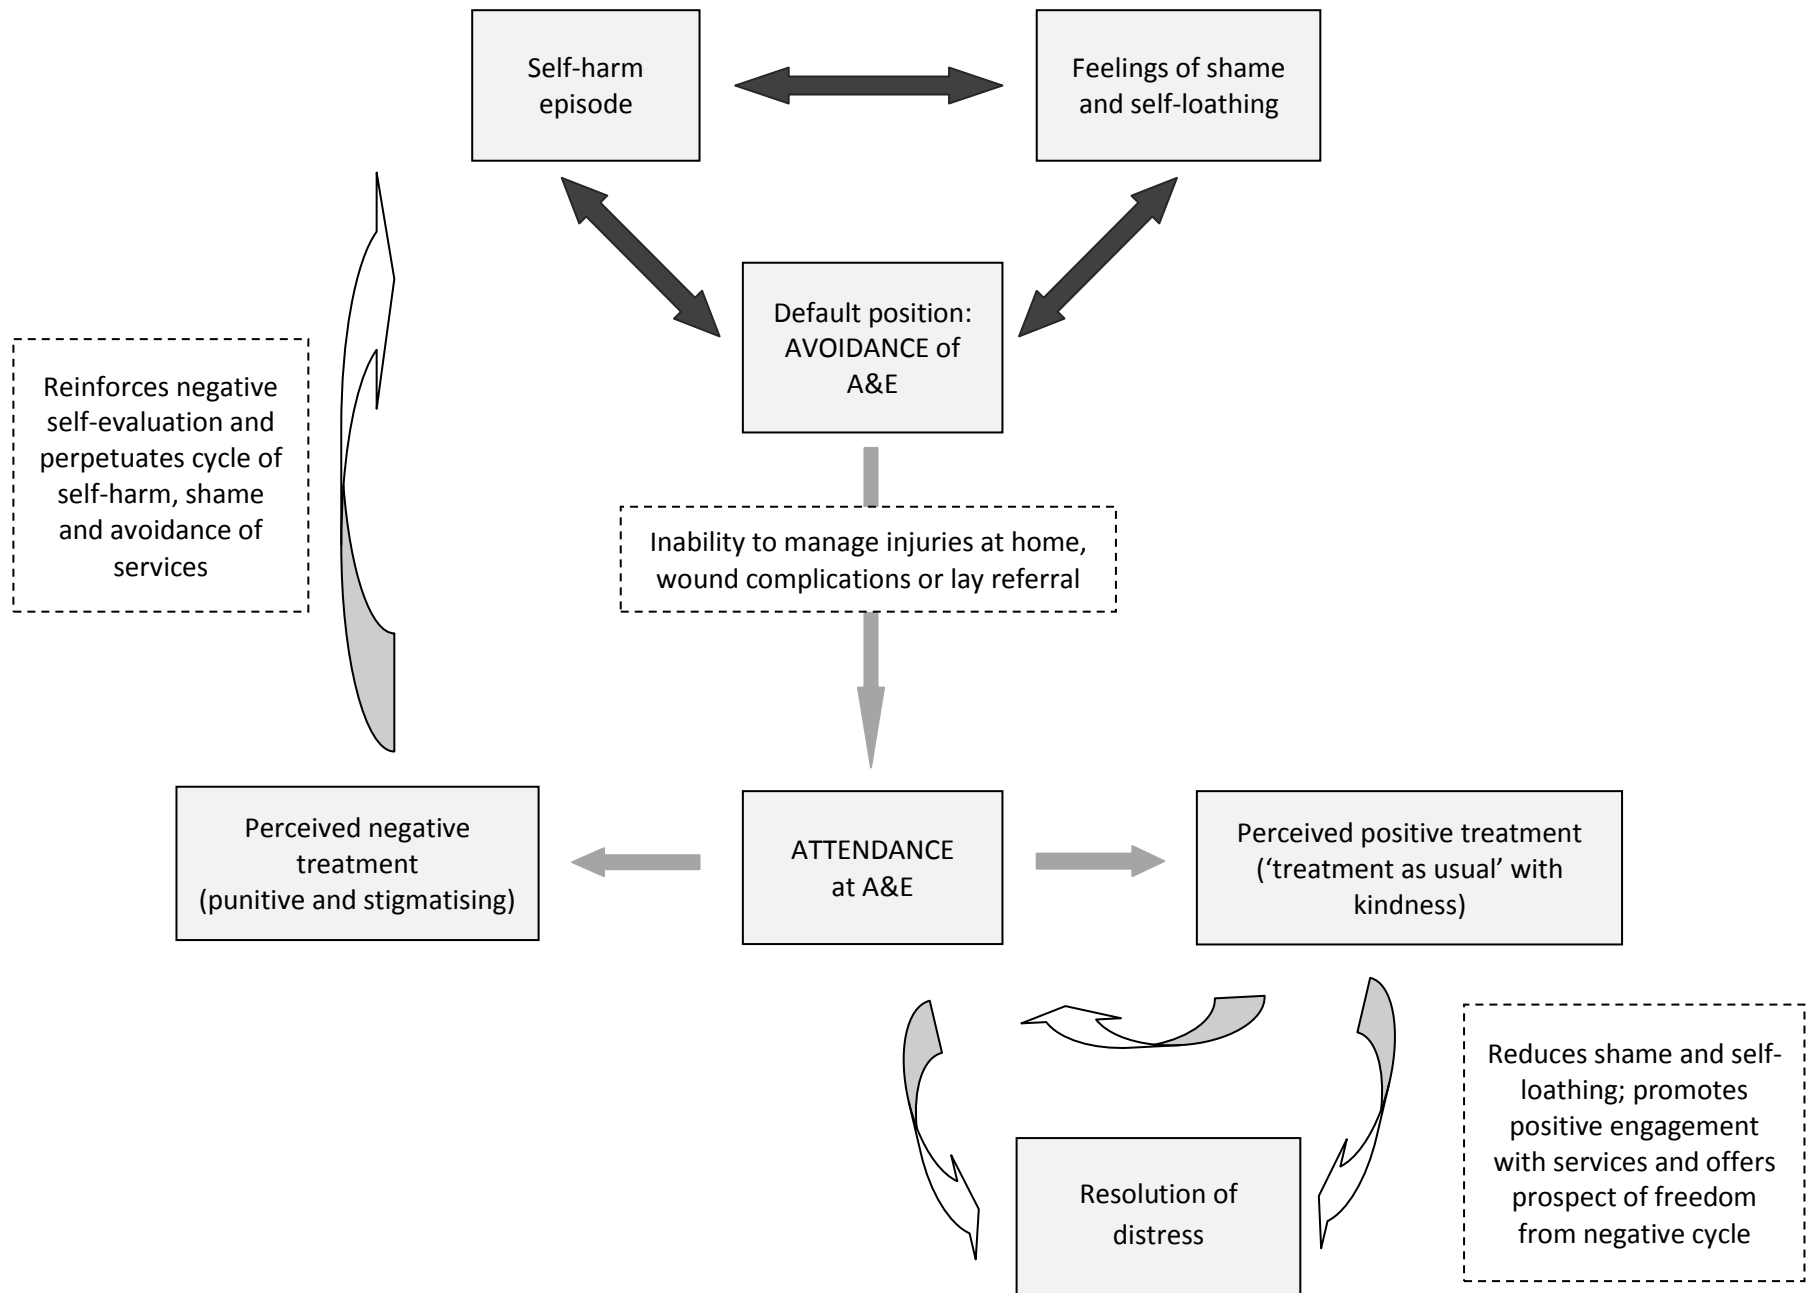 Self-harm
episode
Feelings of shame
and self-loathing
Default position:
AVOIDANCE of
A&E
Reinforces negative
self-evaluation and
perpetuates cycle of
self-harm, shame
and avoidance of
services
Inability to manage injuries at home,
wound complications or lay referral
Perceived negative
treatment
(punitive and stigmatising)
ATTENDANCE
at A&E
Perceived positive treatment
(‘treatment as usual’ with
kindness)
Reduces shame and self-
loathing; promotes
positive engagement
with services and offers
prospect of freedom
from negative cycle
Resolution of
distress